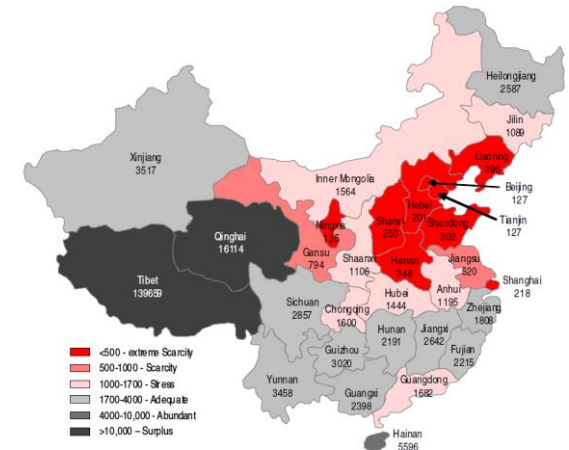 Heilongjiang
2587
Jilin
1089
Xinjiang
3517
Liaoning
396
Inner Mongolia
1564
Beijing
127
Hebei
201
Tianjin
127
Qinghai
16114
Ningxia
135
Shanxi
250
Shandong
302
Gansu
794
Shaanxi
1106
Henan
348
Jiangsu
520
Tibet
139659
Shanghai
218
Anhui
1195
Hubei
1444
Sichuan
2857
Chongqing
1600
Zhejiang
1808
Hunan
2191
Jiangxi
2642
Guizhou
3020
Fujian
2215
Yunnan
3458
Guangxi
2398
Guangdong
1682
Hainan
5596
<500 - extreme Scarcity
500-1000 - Scarcity
1000-1700 - Stress
1700-4000 – Adequate
4000-10,000 - Abundant
>10,000 – Surplus